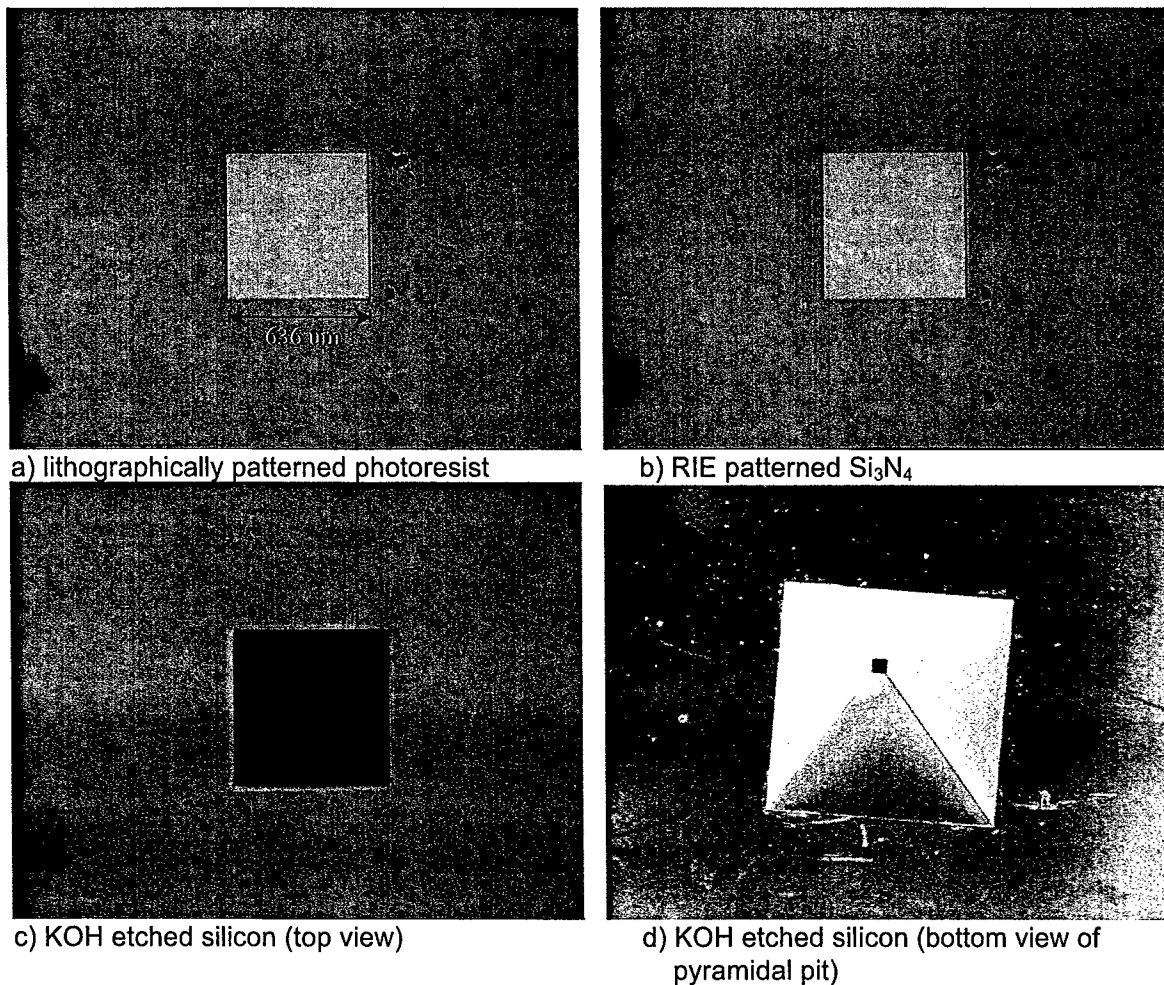 636 um
a) lithographically patterned photoresist
b) RIE patterned Si₃N₄
c) KOH etched silicon (top view)
d) KOH etched silicon (bottom view of
pyramidal pit)